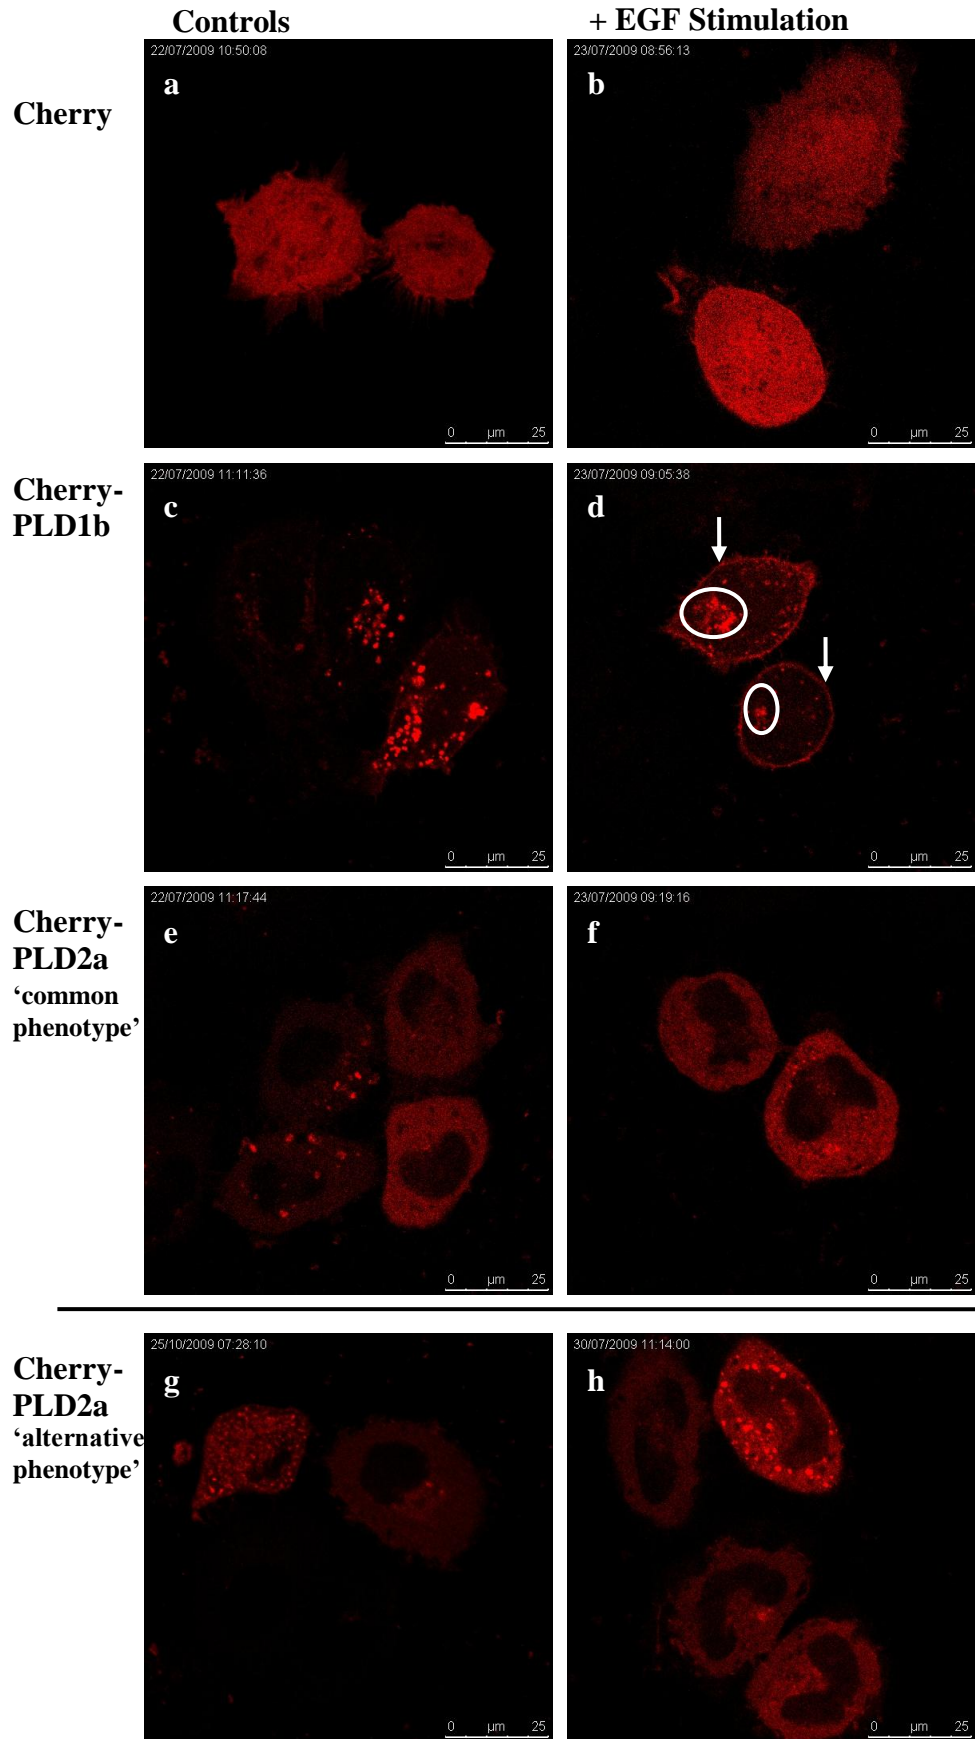 Controls
+ EGF Stimulation
Cherry
22/07/2009 10:50:08
a
0 µm 25
23/07/2009 08:56:13
b
0 µm 25
Cherry-
PLD1b
22/07/2009 11:11:36
c
0 µm 25
23/07/2009 09:05:38
d
0 µm 25
Cherry-
PLD2a
‘common
phenotype’
22/07/2009 11:17:44
e
0 µm 25
23/07/2009 09:19:16
f
0 µm 25
Cherry-
PLD2a
‘alternative
phenotype’
25/10/2009 07:28:10
g
0 µm 25
30/07/2009 11:14:00
h
0 µm 25